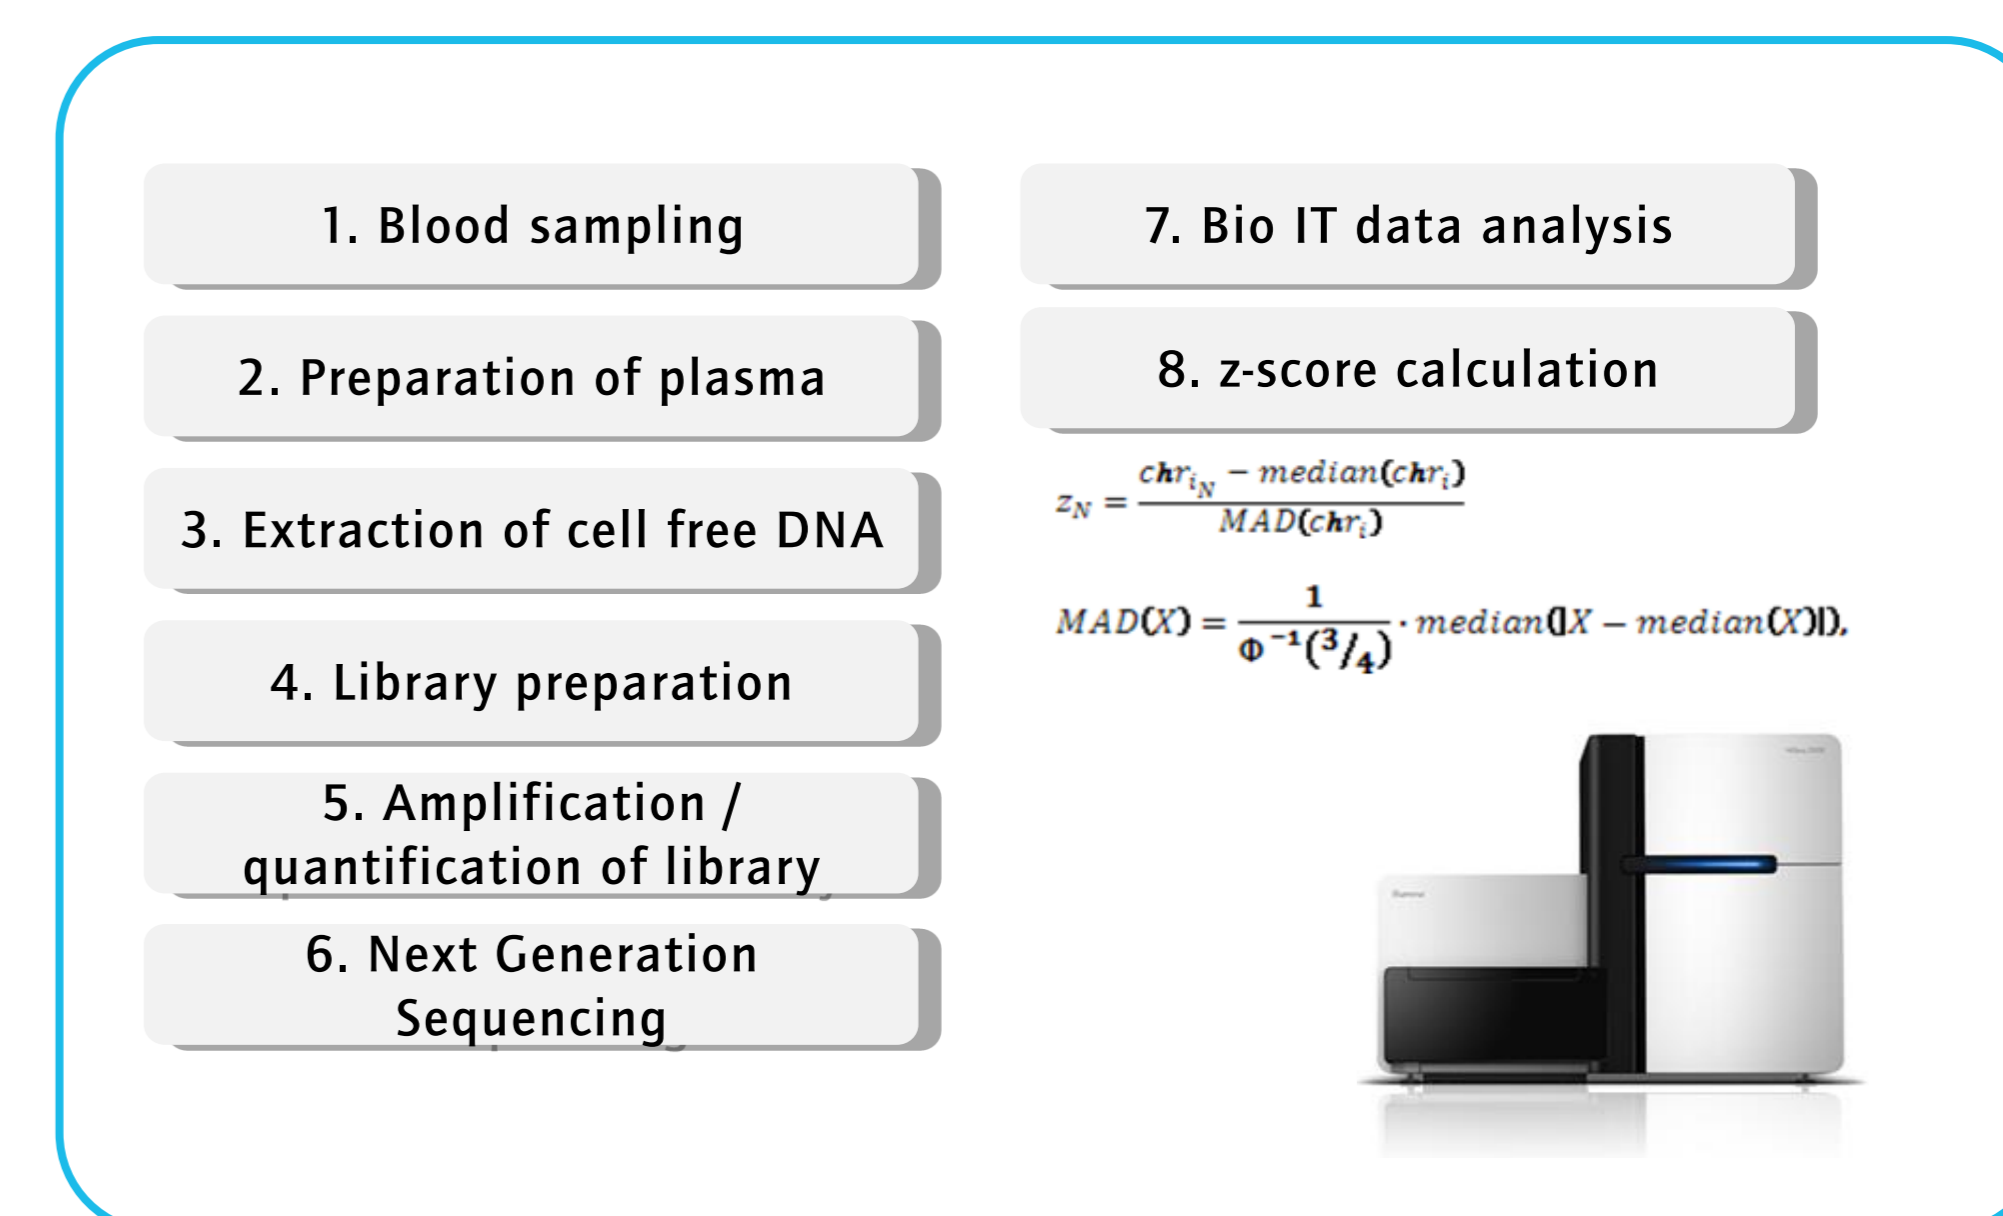 1. Blood sampling
2. Preparation of plasma
3. Extraction of cell free DNA
4. Library preparation
5. Amplification /
quantification of library
6. Next Generation
Sequencing
7. Bio IT data analysis
8. z-score calculation
z_N = (chr_{i_N} − median(chr_i)) / MAD(chr_i)
MAD(X) = 1 / Φ^{−1}(3/4) · median(|X − median(X)|),